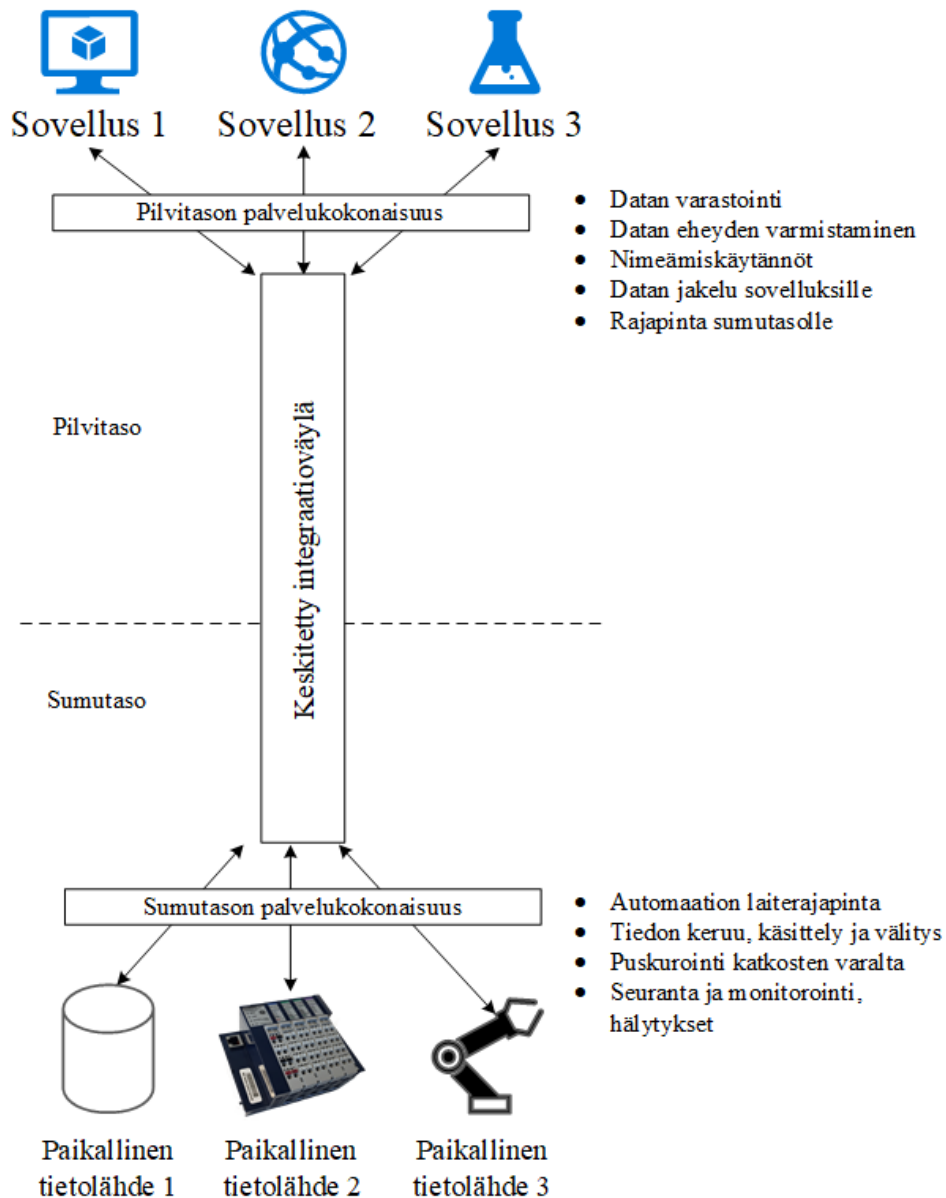 Sovellus 1
Sovellus 2
Sovellus 3
Pilvitason palvelukokonaisuus
• Datan varastointi
• Datan eheyden varmistaminen
• Nimeämiskäytännöt
• Datan jakelu sovelluksille
• Rajapinta sumutasolle
Pilvitaso
Keskitetty integraatioväylä
Sumutaso
Sumutason palvelukokonaisuus
• Automaation laiterajapinta
• Tiedon keruu, käsittely ja välitys
• Puskurointi katkosten varalta
• Seuranta ja monitorointi,
hälytykset
Paikallinen
tietolähde 1
Paikallinen
tietolähde 2
Paikallinen
tietolähde 3